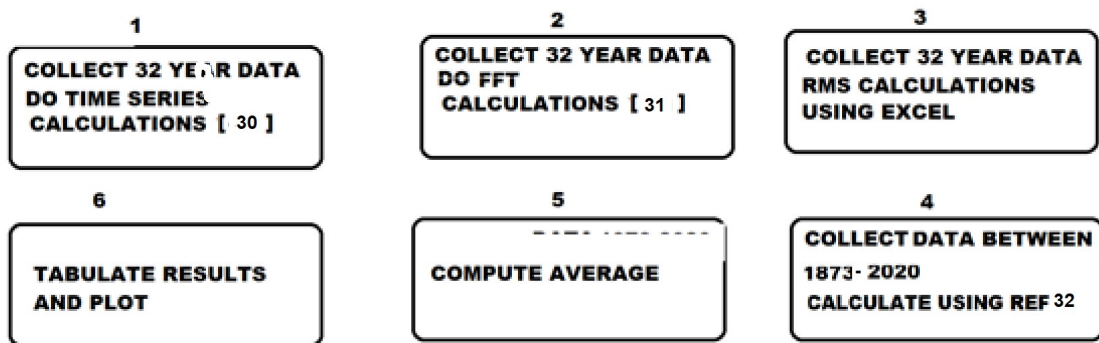 1
COLLECT 32 YEAR DATA
DO TIME SERIES
CALCULATIONS [ 30 ]
2
COLLECT 32 YEAR DATA
DO FFT
CALCULATIONS [ 31 ]
3
COLLECT 32 YEAR DATA
RMS CALCULATIONS
USING EXCEL
6
TABULATE RESULTS
AND PLOT
5
COMPUTE AVERAGE
4
COLLECT DATA BETWEEN
1873- 2020
CALCULATE USING REF 32